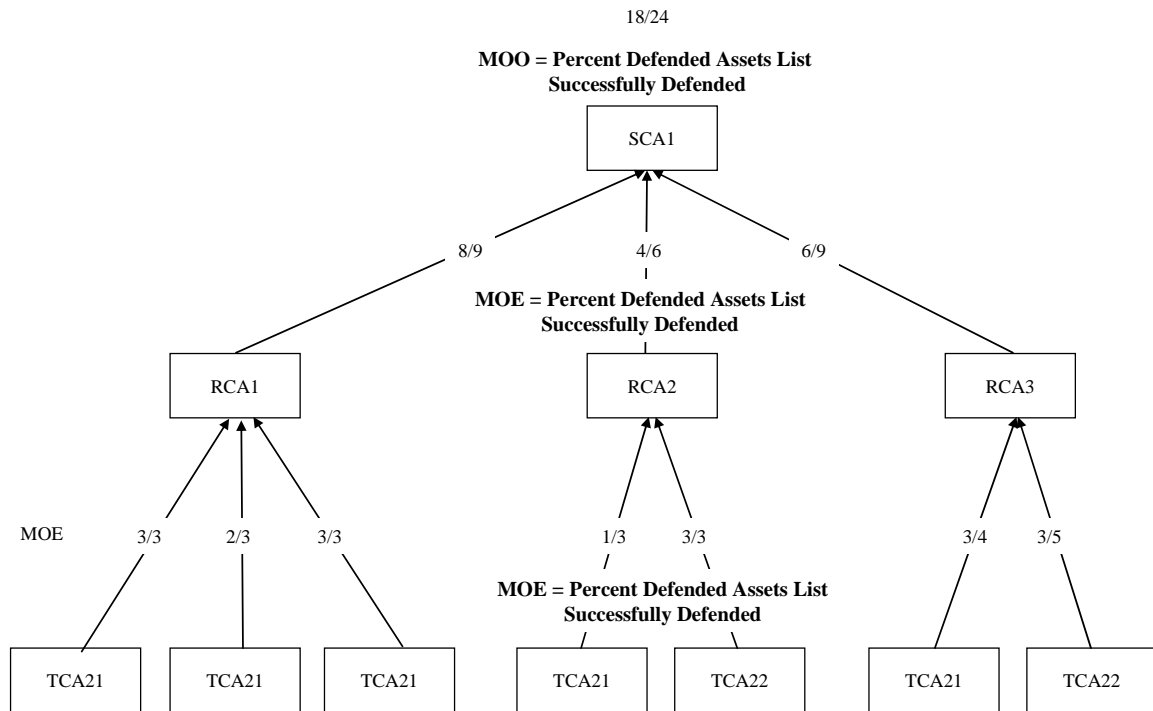 18/24
MOO = Percent Defended Assets List
Successfully Defended
SCA1
8/9
4/6
6/9
MOE = Percent Defended Assets List
Successfully Defended
RCA1
RCA2
RCA3
MOE
3/3
2/3
3/3
1/3
3/3
3/4
3/5
MOE = Percent Defended Assets List
Successfully Defended
TCA21
TCA21
TCA21
TCA21
TCA22
TCA21
TCA22